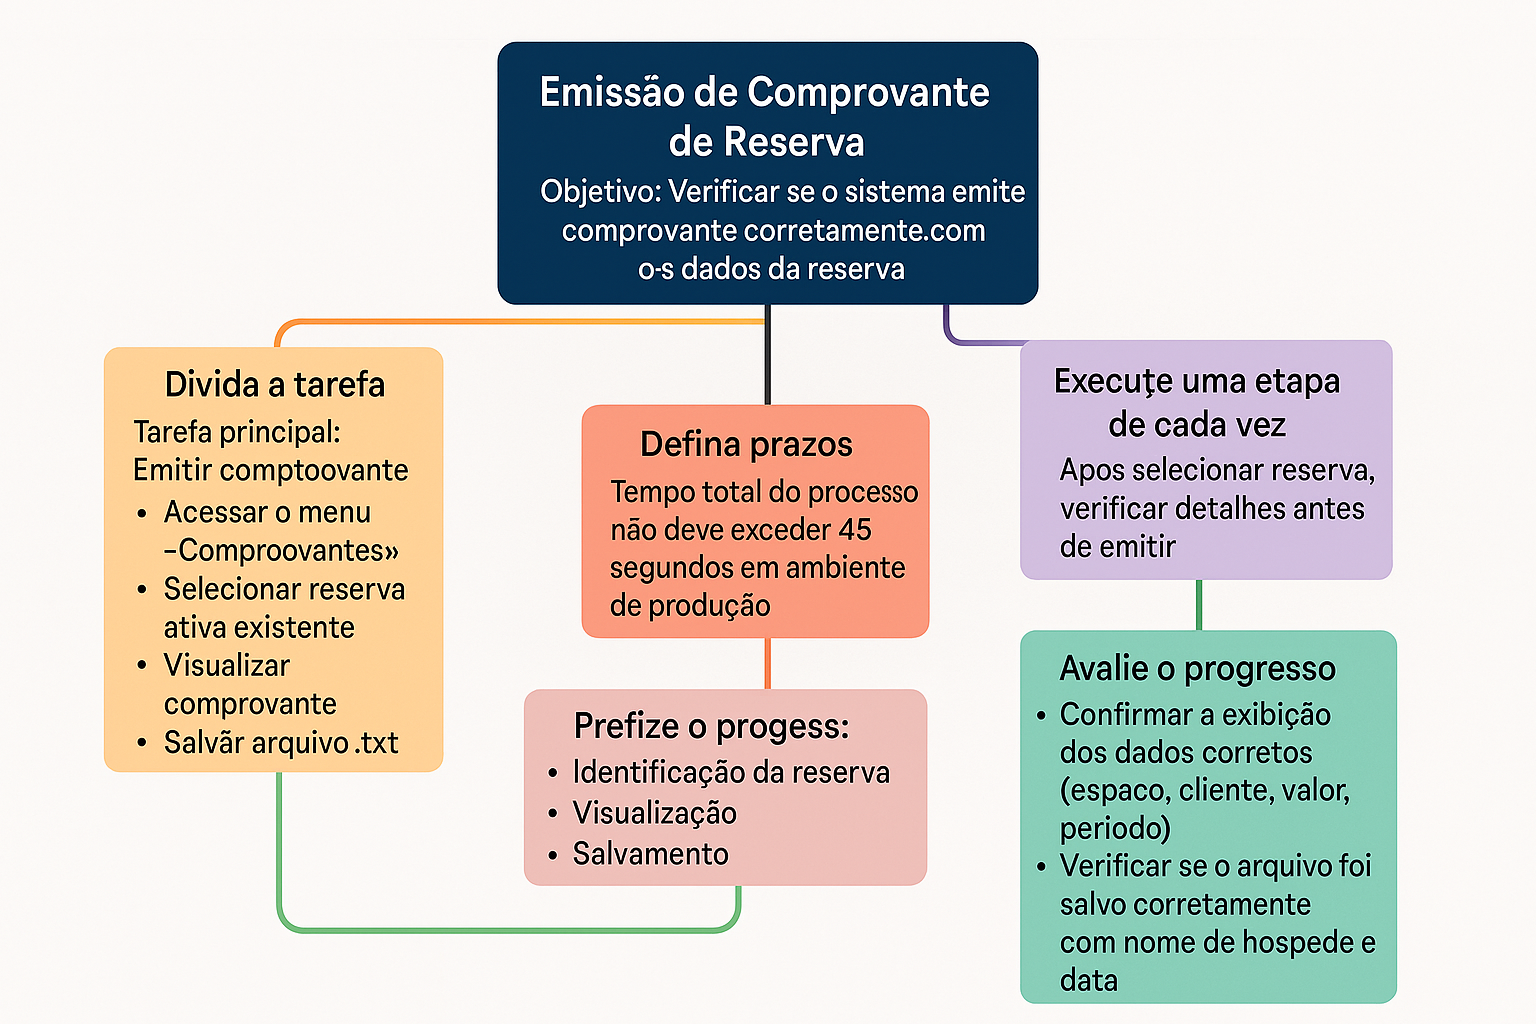 Emissão de Comprovante
de Reserva
Objetivo: Verificar se o sistema emite
comprovante corretamente.com
o-s dados da reserva
Divida a tarefa
Tarefa principal:
Emitir comptoovante
• Acessar o menu
–Comproovantes»
• Selecionar reserva
ativa existente
• Visualizar
comprovante
• Salvãr arquivo .txt
Defina prazos
Tempo total do processo
não deve exceder 45
segundos em ambiente
de produção
Prefize o progess:
• Identificação da reserva
• Visualização
• Salvamento
Execuţe uma etapa
de cada vez
Apos selecionar reserva,
verificar detalhes antes
de emitir
Avalie o progresso
• Confirmar a exibição
dos dados corretos
(espaco, cliente, valor,
periodo)
• Verificar se o arquivo foi
salvo corretamente
com nome de hospede e
data